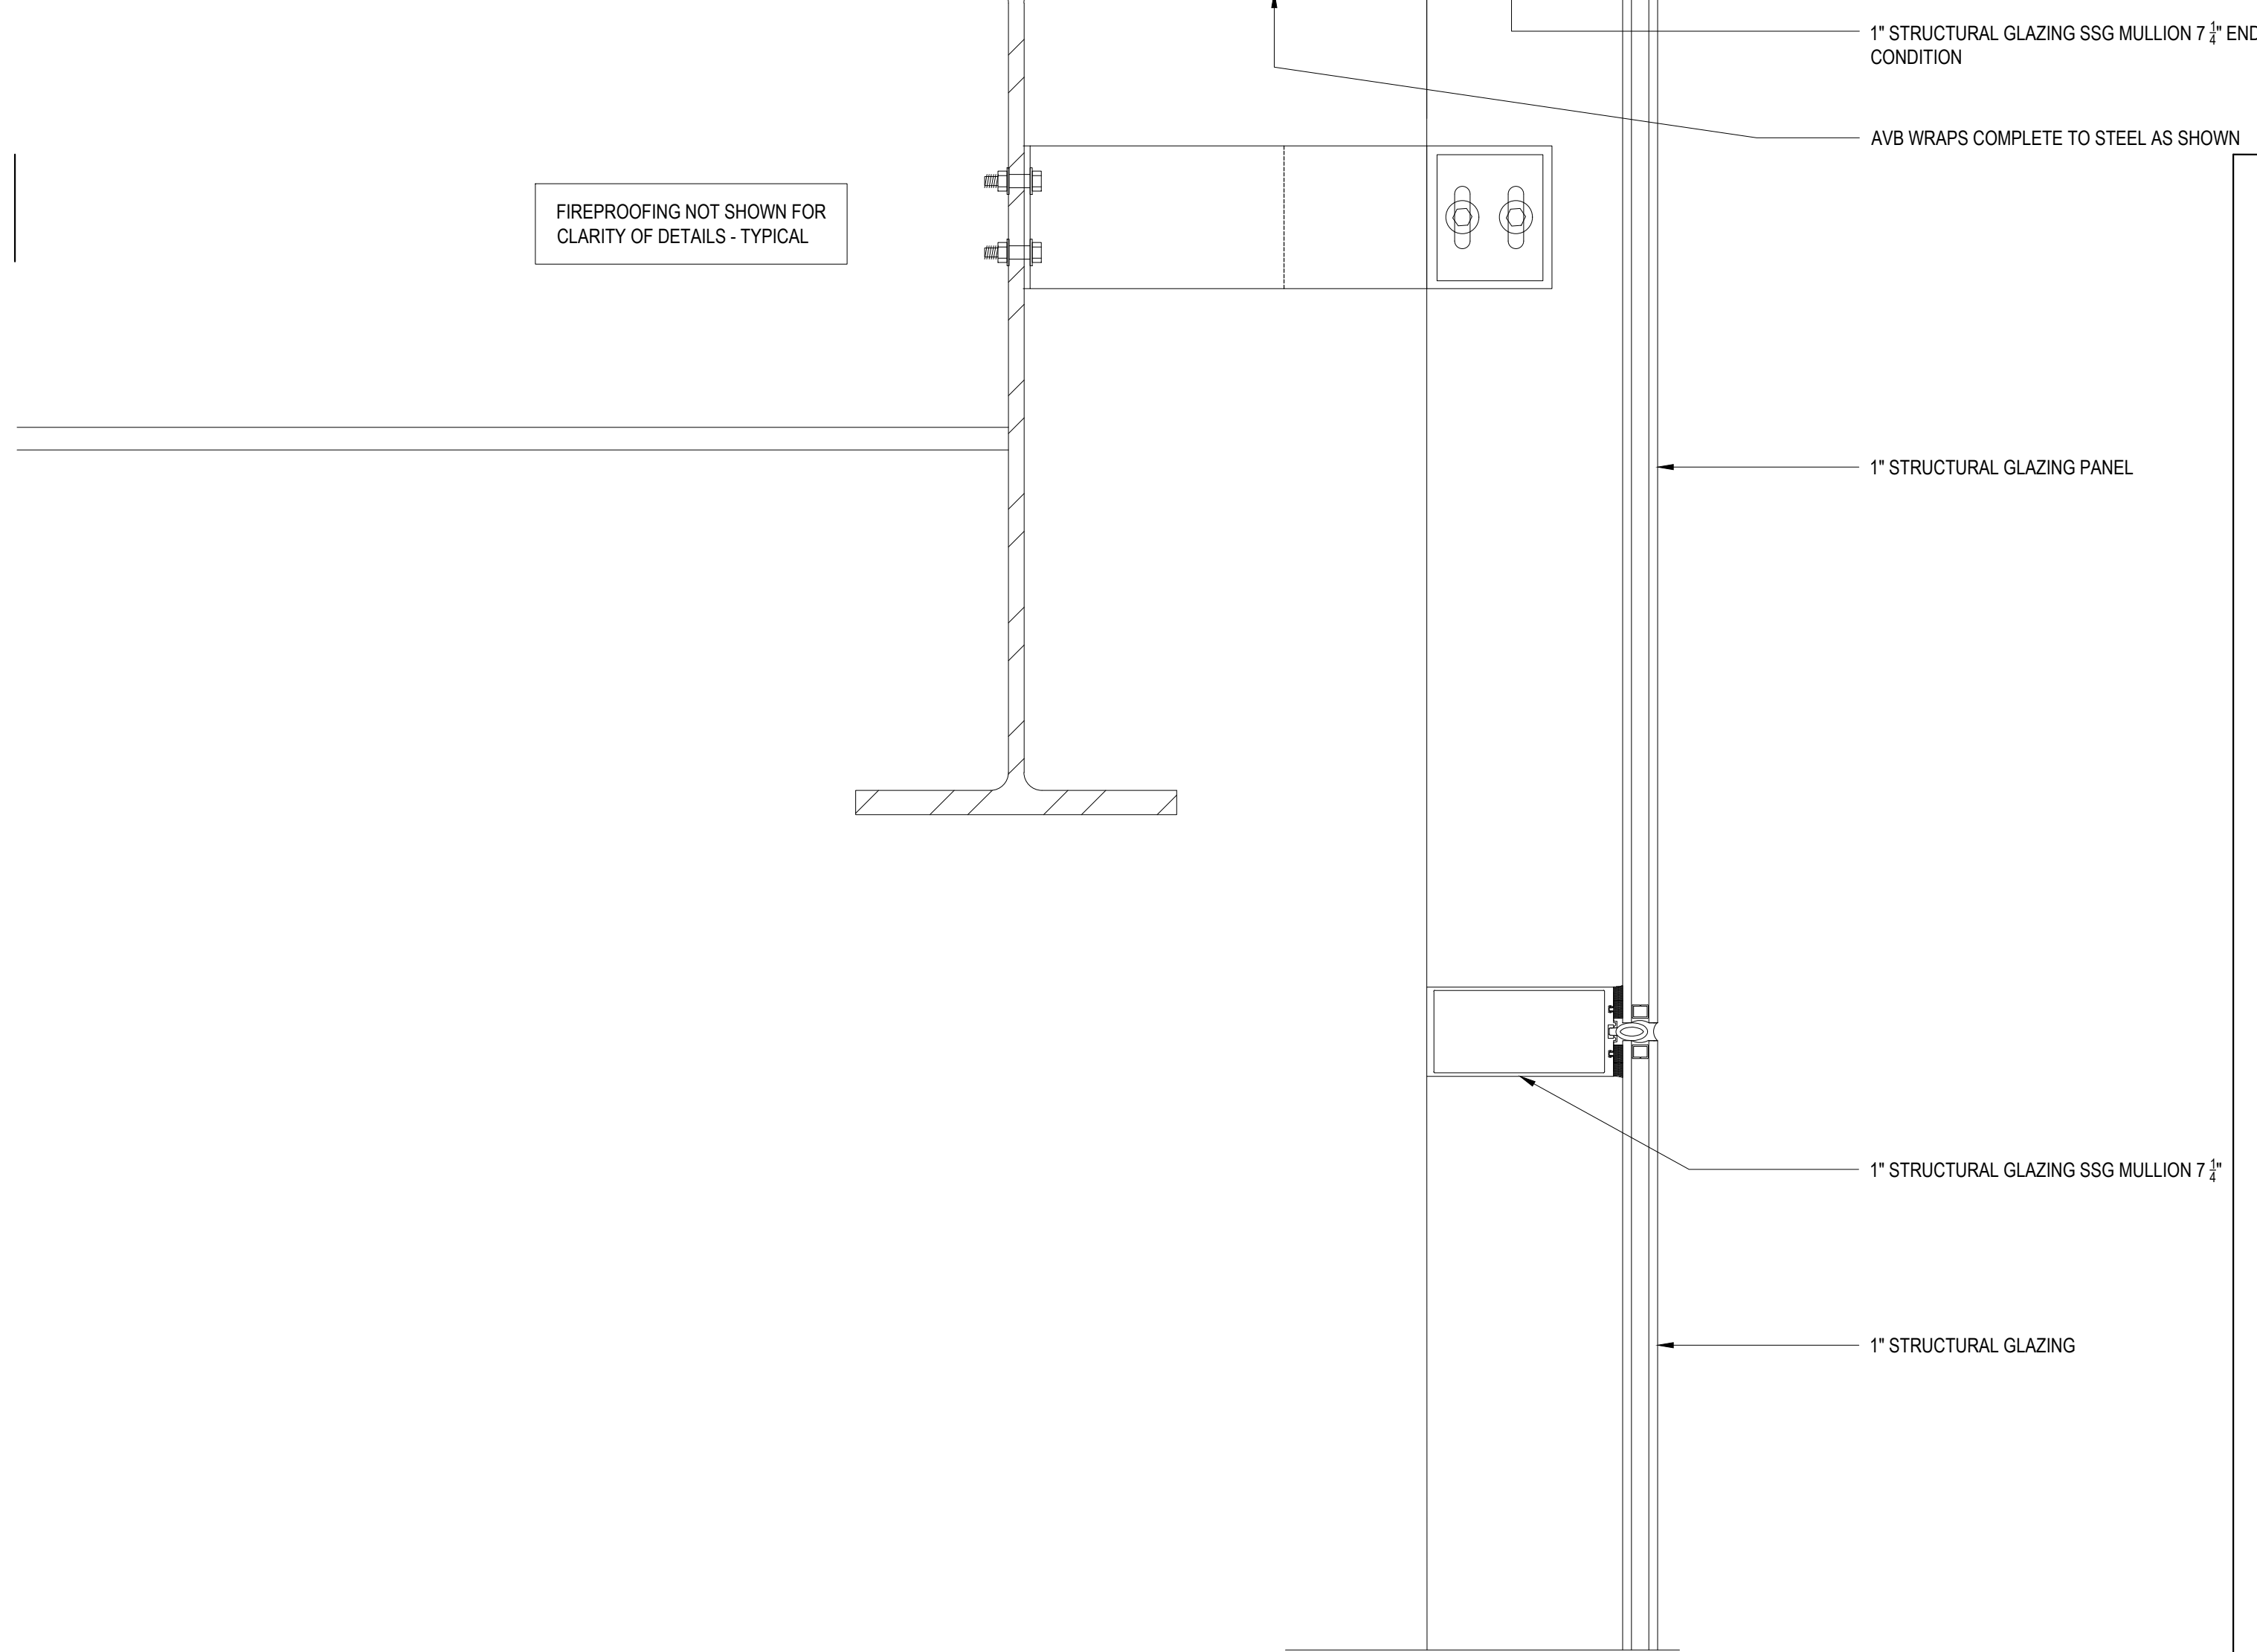 1" STRUCTURAL GLAZING SSG MULLION 7 1/4" END
CONDITION
AVB WRAPS COMPLETE TO STEEL AS SHOWN
FIREPROOFING NOT SHOWN FOR
CLARITY OF DETAILS - TYPICAL
1" STRUCTURAL GLAZING PANEL
1" STRUCTURAL GLAZING SSG MULLION 7 1/4"
1" STRUCTURAL GLAZING